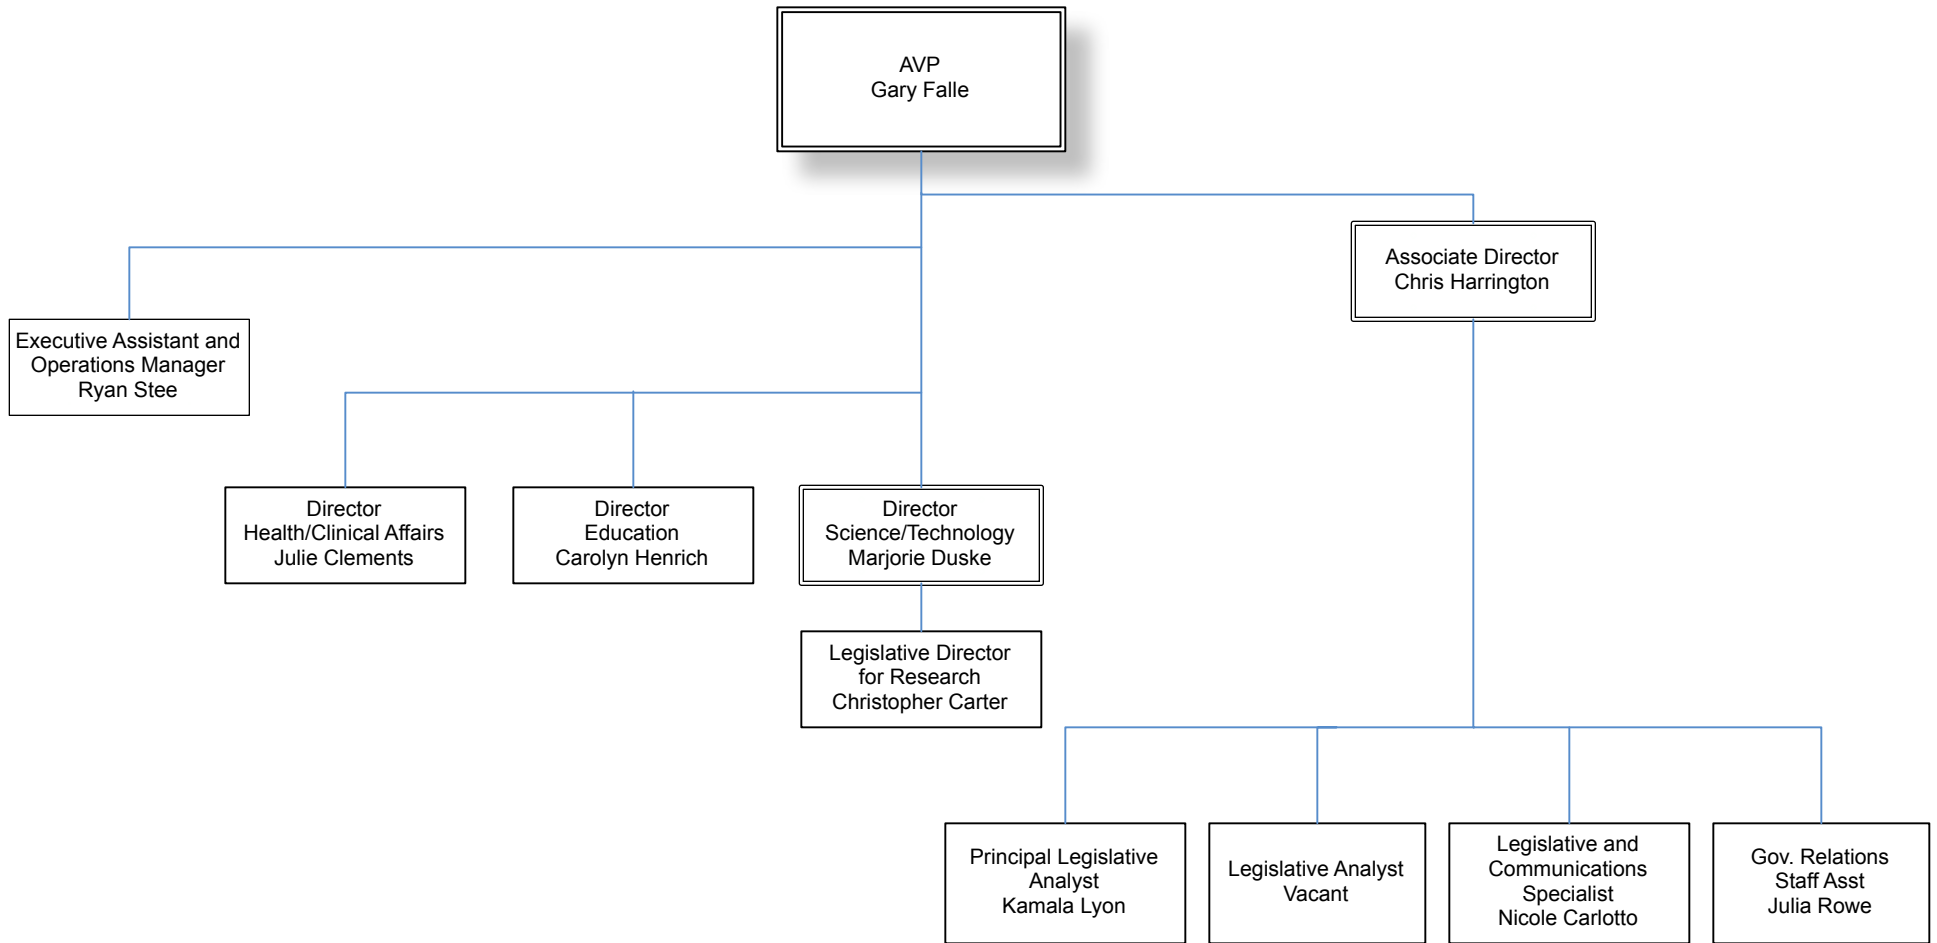 AVP
Gary Falle
Associate Director
Chris Harrington
Executive Assistant and
Operations Manager
Ryan Stee
Director
Health/Clinical Affairs
Julie Clements
Director
Education
Carolyn Henrich
Director
Science/Technology
Marjorie Duske
Legislative Director
for Research
Christopher Carter
Principal Legislative
Analyst
Kamala Lyon
Legislative Analyst
Vacant
Legislative and
Communications
Specialist
Nicole Carlotto
Gov. Relations
Staff Asst
Julia Rowe